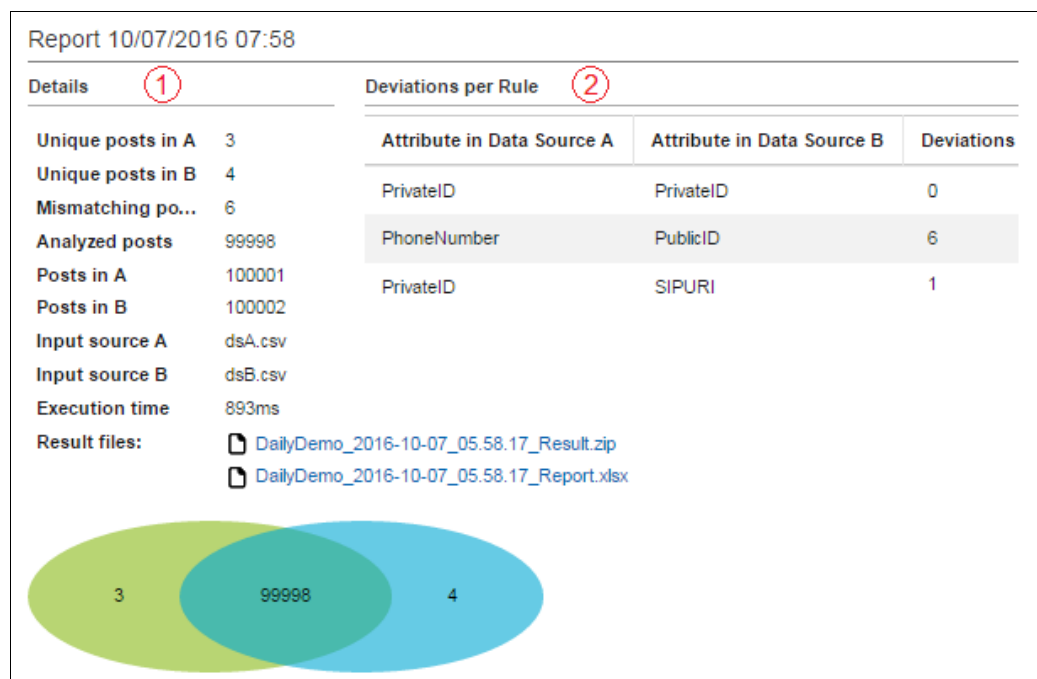 Report 10/07/2016 07:58
Details 1
Unique posts in A 3
Unique posts in B 4
Mismatching po... 6
Analyzed posts 99998
Posts in A 100001
Posts in B 100002
Input source A dsA.csv
Input source B dsB.csv
Execution time 893ms
Result files: DailyDemo_2016-10-07_05.58.17_Result.zip
DailyDemo_2016-10-07_05.58.17_Report.xlsx
Deviations per Rule 2
Attribute in Data Source A Attribute in Data Source B Deviations
PrivateID PrivateID 0
PhoneNumber PublicID 6
PrivateID SIPURI 1
3 99998 4